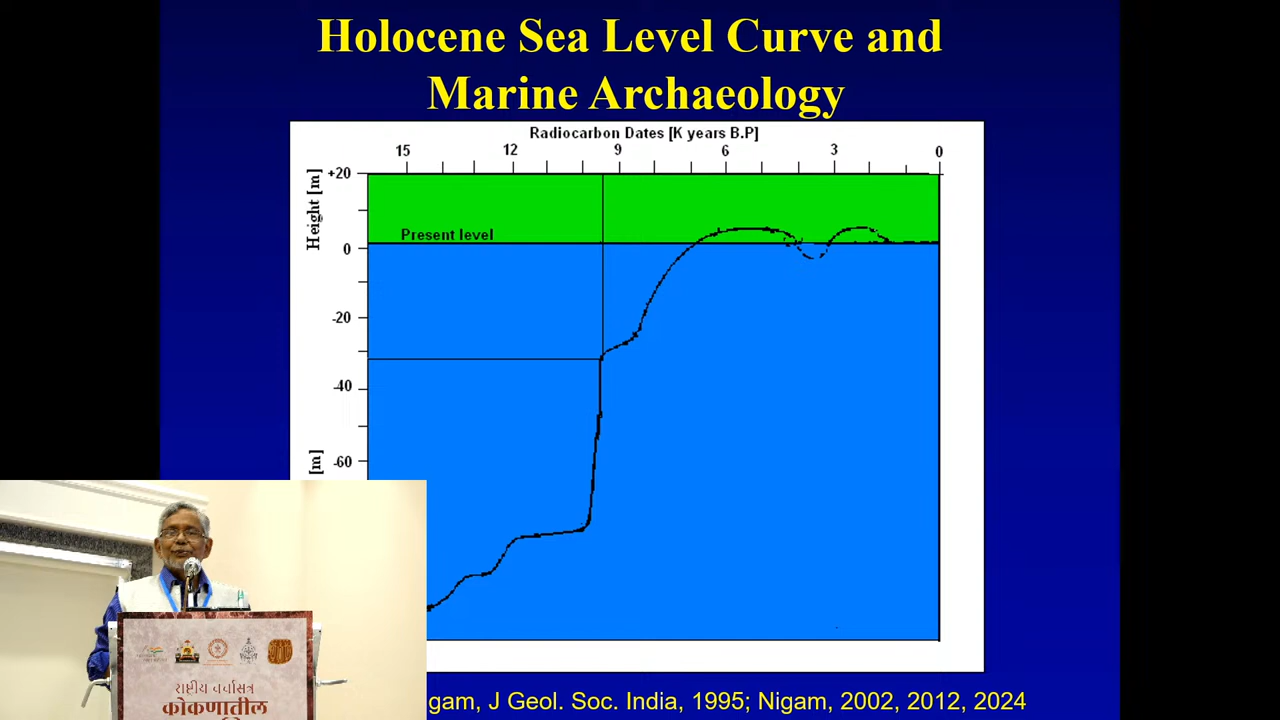 Holocene Sea Level Curve and
Marine Archaeology
Radiocarbon Dates [K years B.P]
15 12 9 6 3 0
Height [m]
+20
Present level
0
-20
-40
-60
[m]
gam, J Geol. Soc. India, 1995; Nigam, 2002, 2012, 2024
राष्ट्रीय चर्चासत्र
कोकणातील